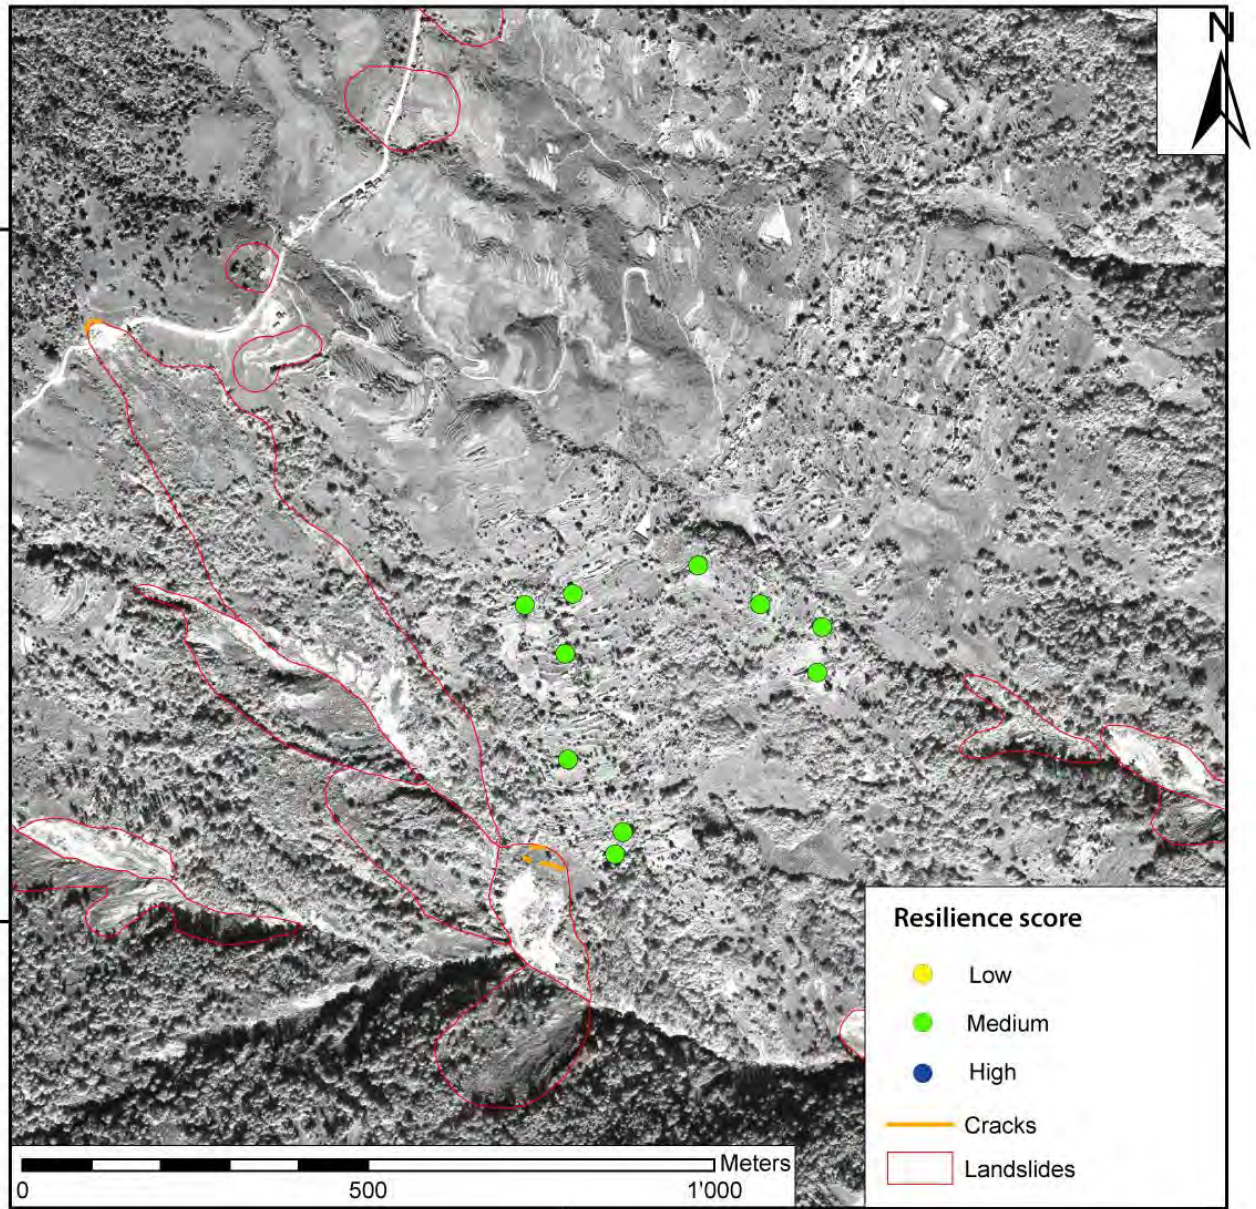 N
Resilience score
Low
Medium
High
Cracks
Landslides
Meters
0 500 1'000